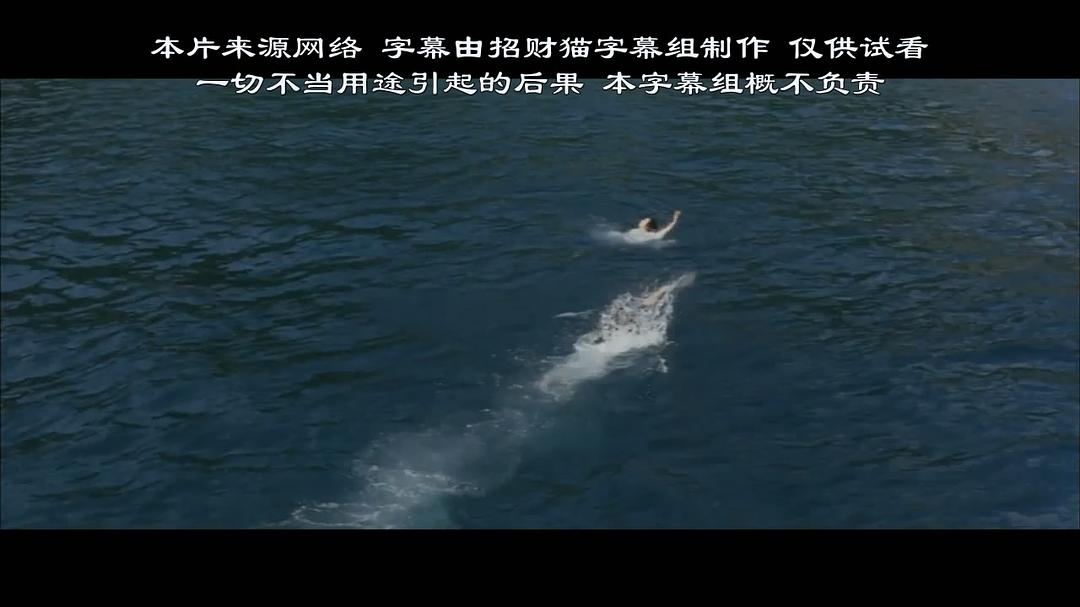 本片来源网络 字幕由招财猫字幕组制作 仅供试看
一切不当用途引起的后果 本字幕组概不负责